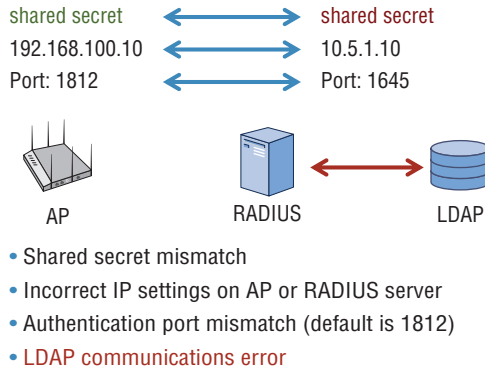 shared secret shared secret
192.168.100.10 10.5.1.10
Port: 1812 Port: 1645
AP RADIUS LDAP
• Shared secret mismatch
• Incorrect IP settings on AP or RADIUS server
• Authentication port mismatch (default is 1812)
• LDAP communications error